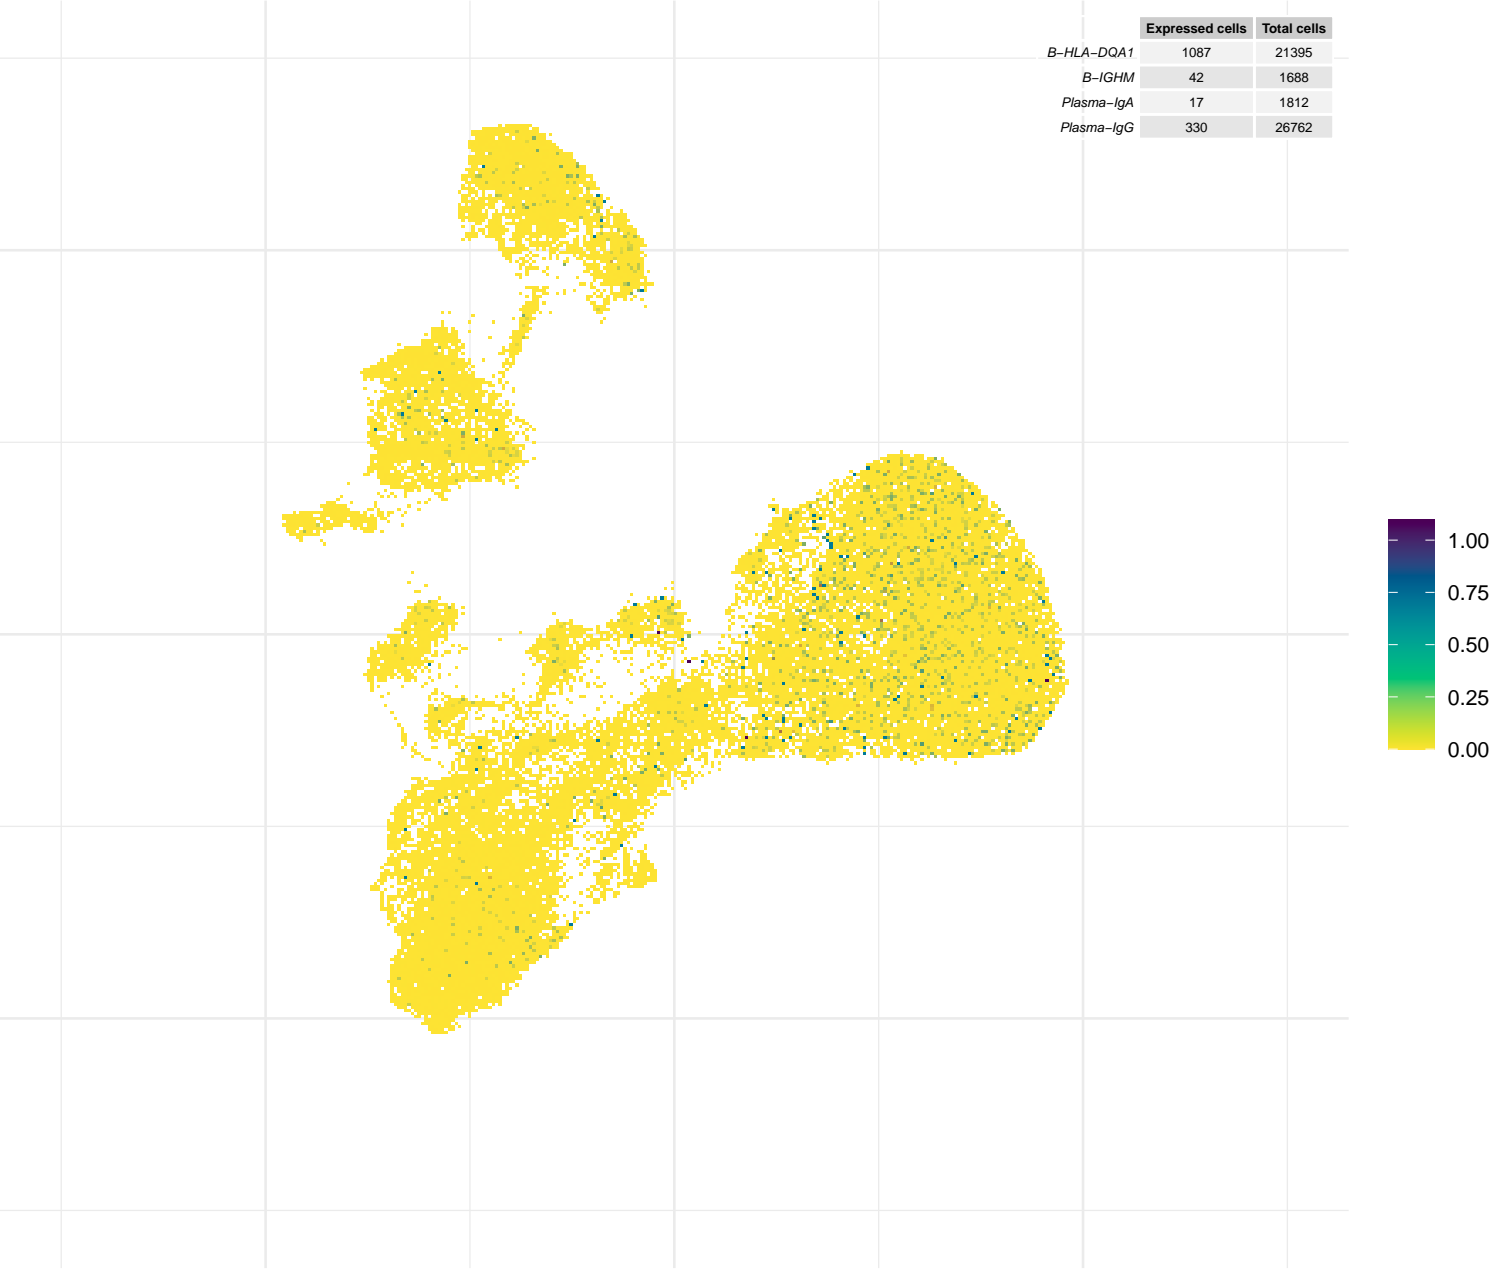 Expressed cells Total cells
B−HLA−DQA1 1087 21395
B−IGHM 42 1688
Plasma−IgA 17 1812
Plasma−IgG 330 26762
1.00
0.75
0.50
0.25
0.00